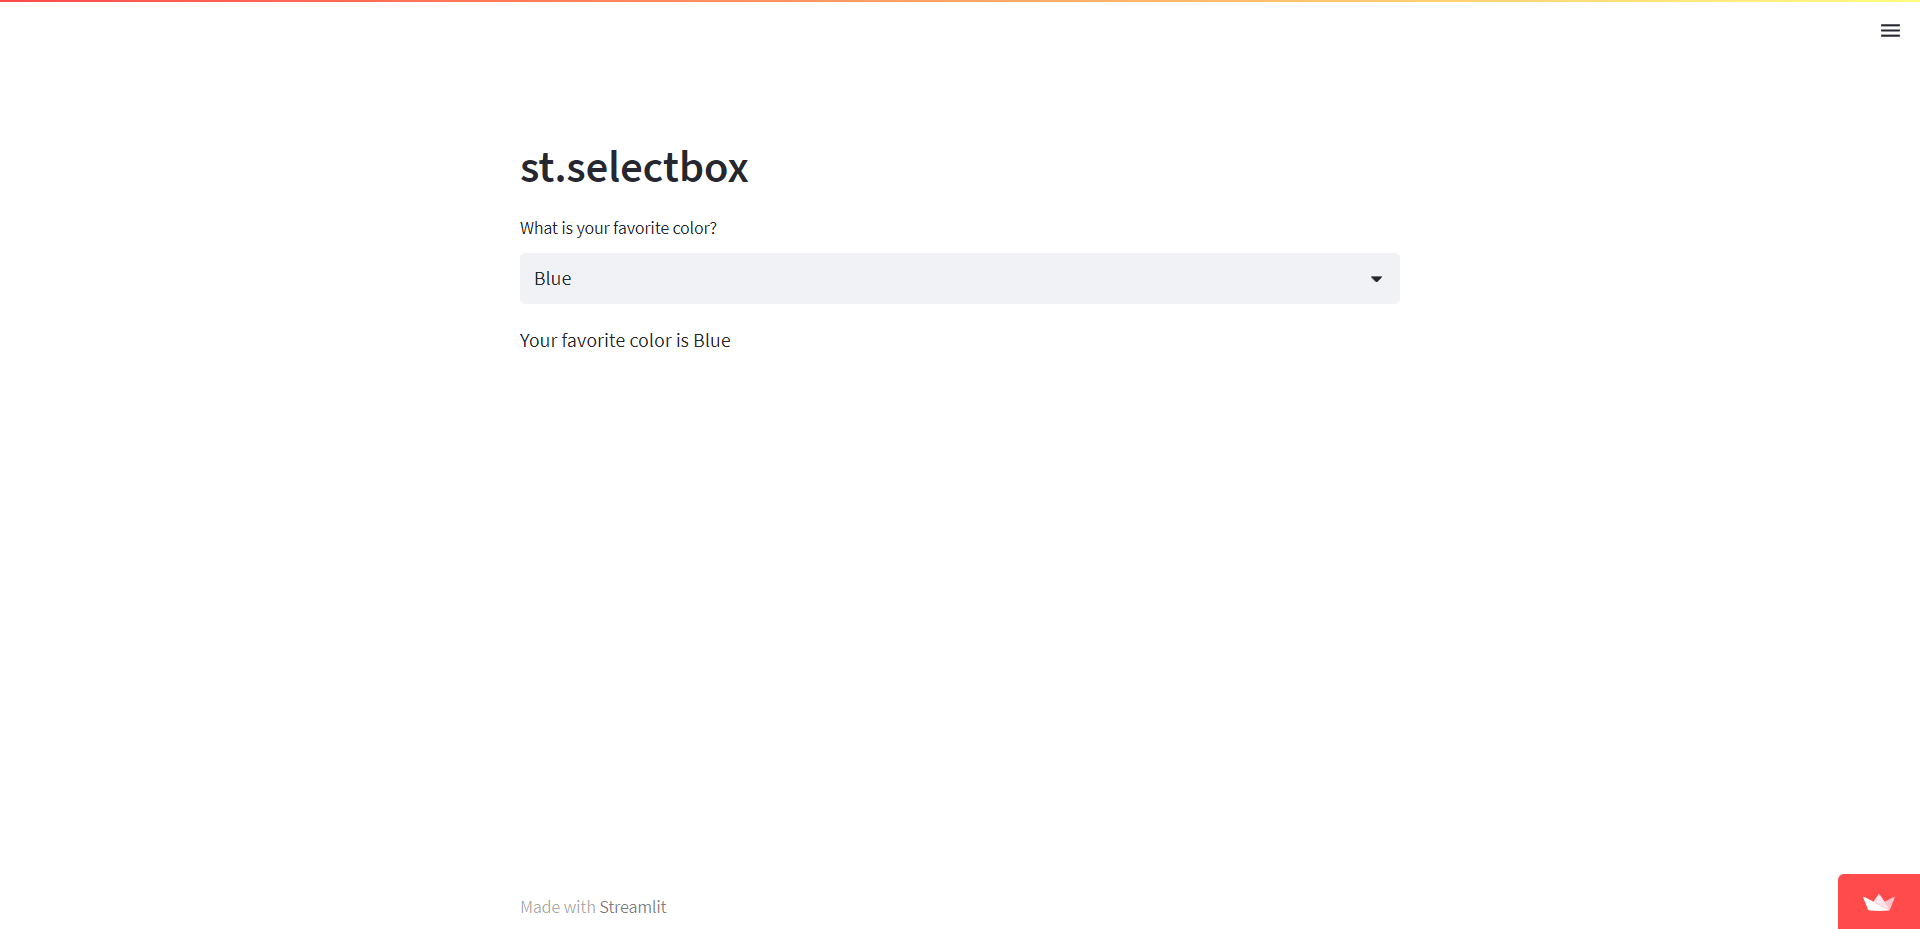 st.selectbox
What is your favorite color?
Blue
Your favorite color is Blue
Made with Streamlit